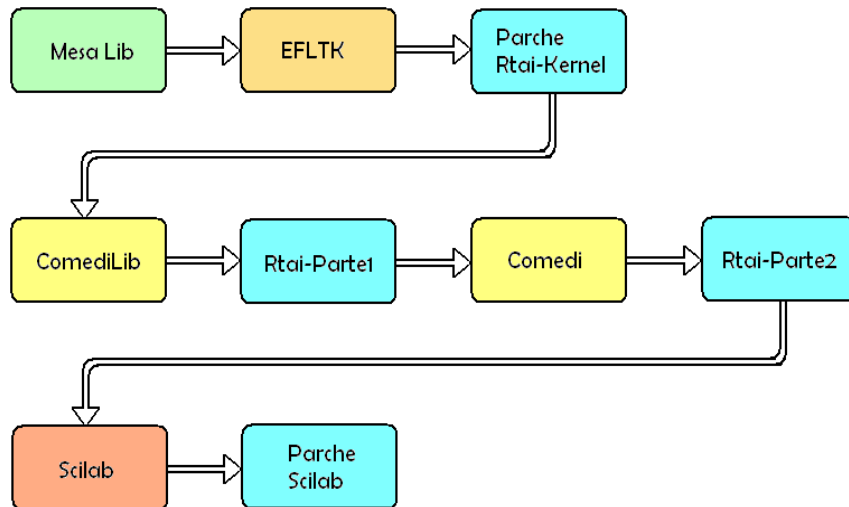 Mesa Lib
EFLTK
Parche
Rtai-Kernel
ComediLib
Rtai-Parte1
Comedi
Rtai-Parte2
Scilab
Parche
Scilab